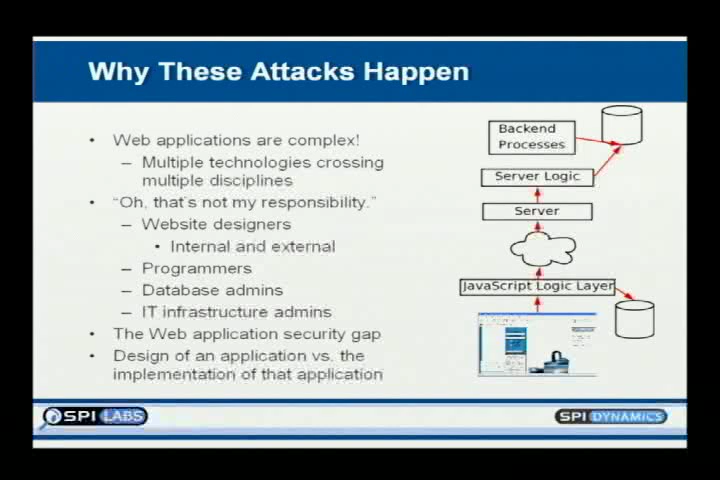 Why These Attacks Happen
• Web applications are complex!
– Multiple technologies crossing
multiple disciplines
• “Oh, that's not my responsibility.”
– Website designers
• Internal and external
– Programmers
– Database admins
– IT infrastructure admins
• The Web application security gap
• Design of an application vs. the
implementation of that application
Backend
Processes
Server Logic
Server
JavaScript Logic Layer
SPI LABS
SPI DYNAMICS